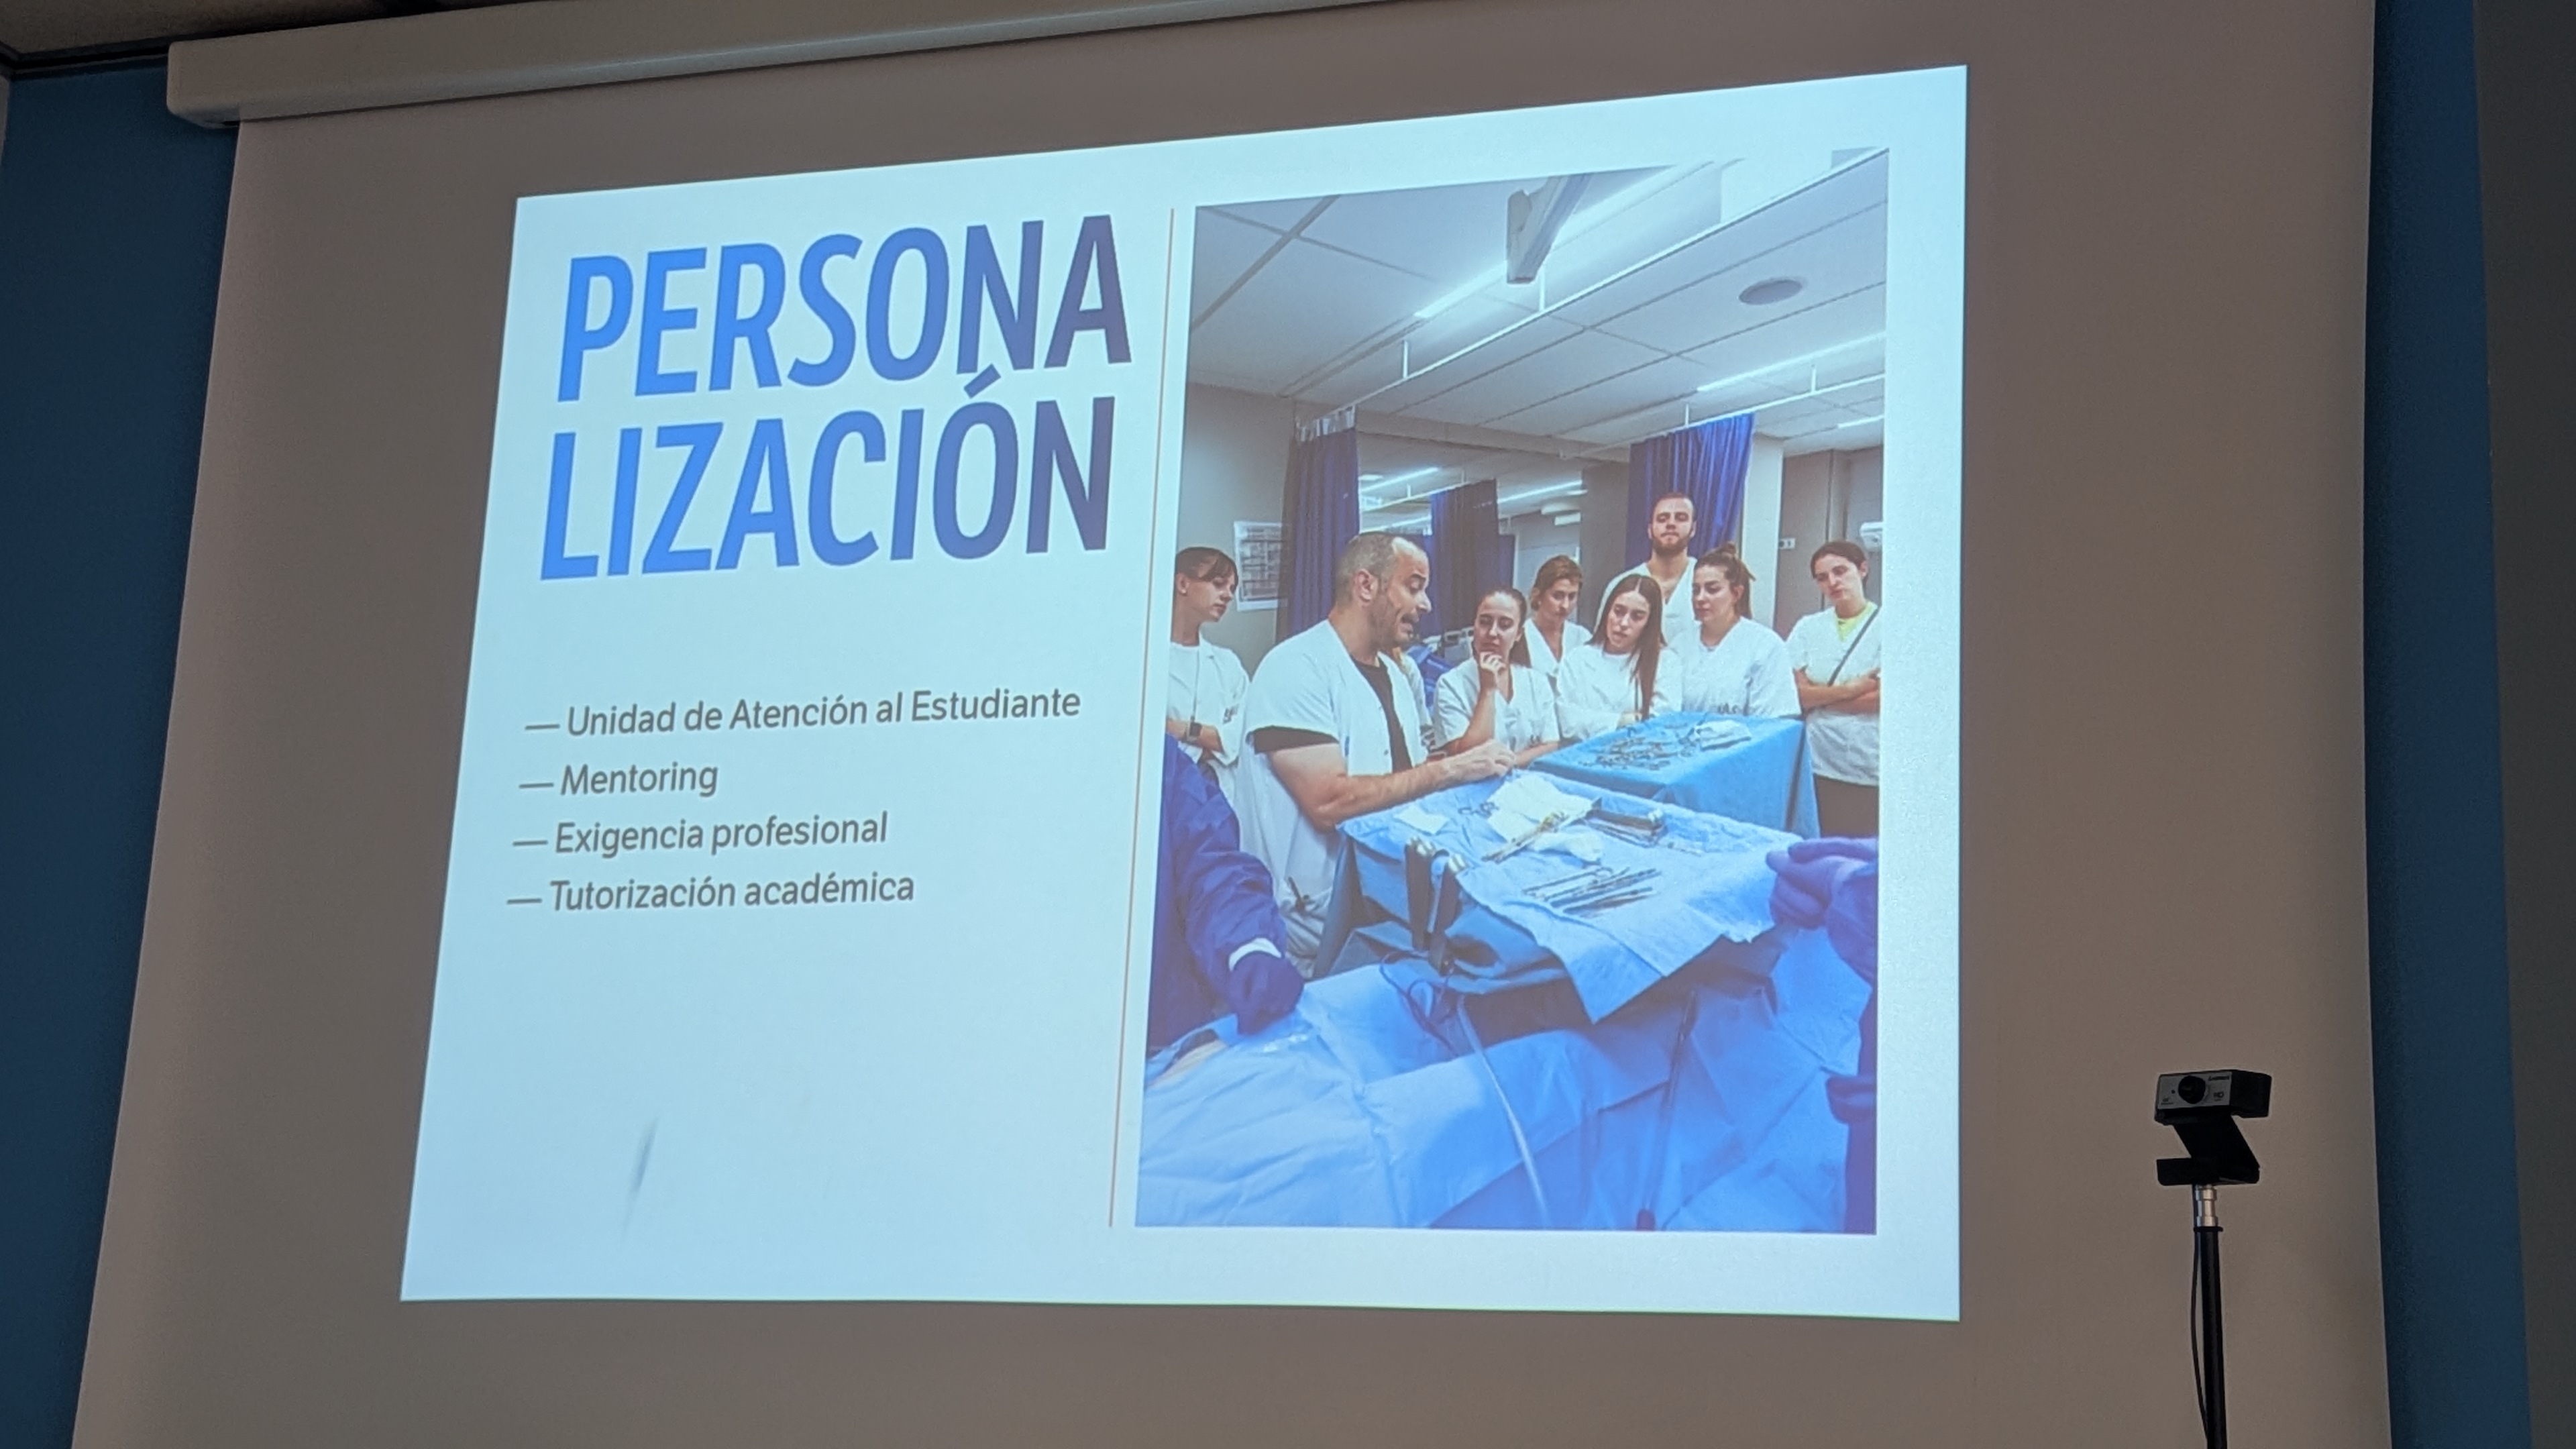 PERSONA
LIZACIÓN
— Unidad de Atención al Estudiante
— Mentoring
— Exigencia profesional
— Tutorización académica